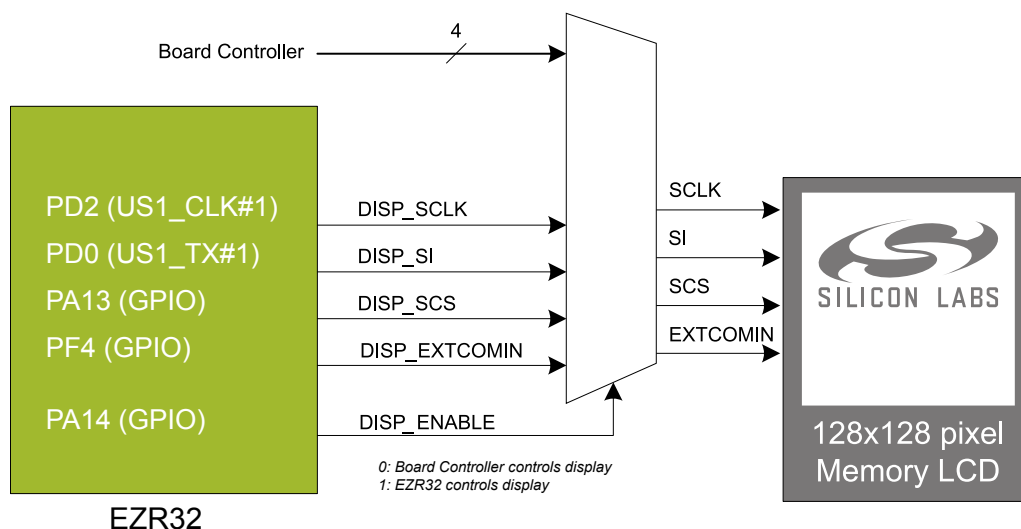 4
Board Controller
PD2 (US1_CLK#1)
PD0 (US1_TX#1)
PA13 (GPIO)
PF4 (GPIO)
PA14 (GPIO)
EZR32
DISP_SCLK
DISP_SI
DISP_SCS
DISP_EXTCOMIN
DISP_ENABLE
0: Board Controller controls display
1: EZR32 controls display
SCLK
SI
SCS
EXTCOMIN
SILICON LABS
128x128 pixel
Memory LCD